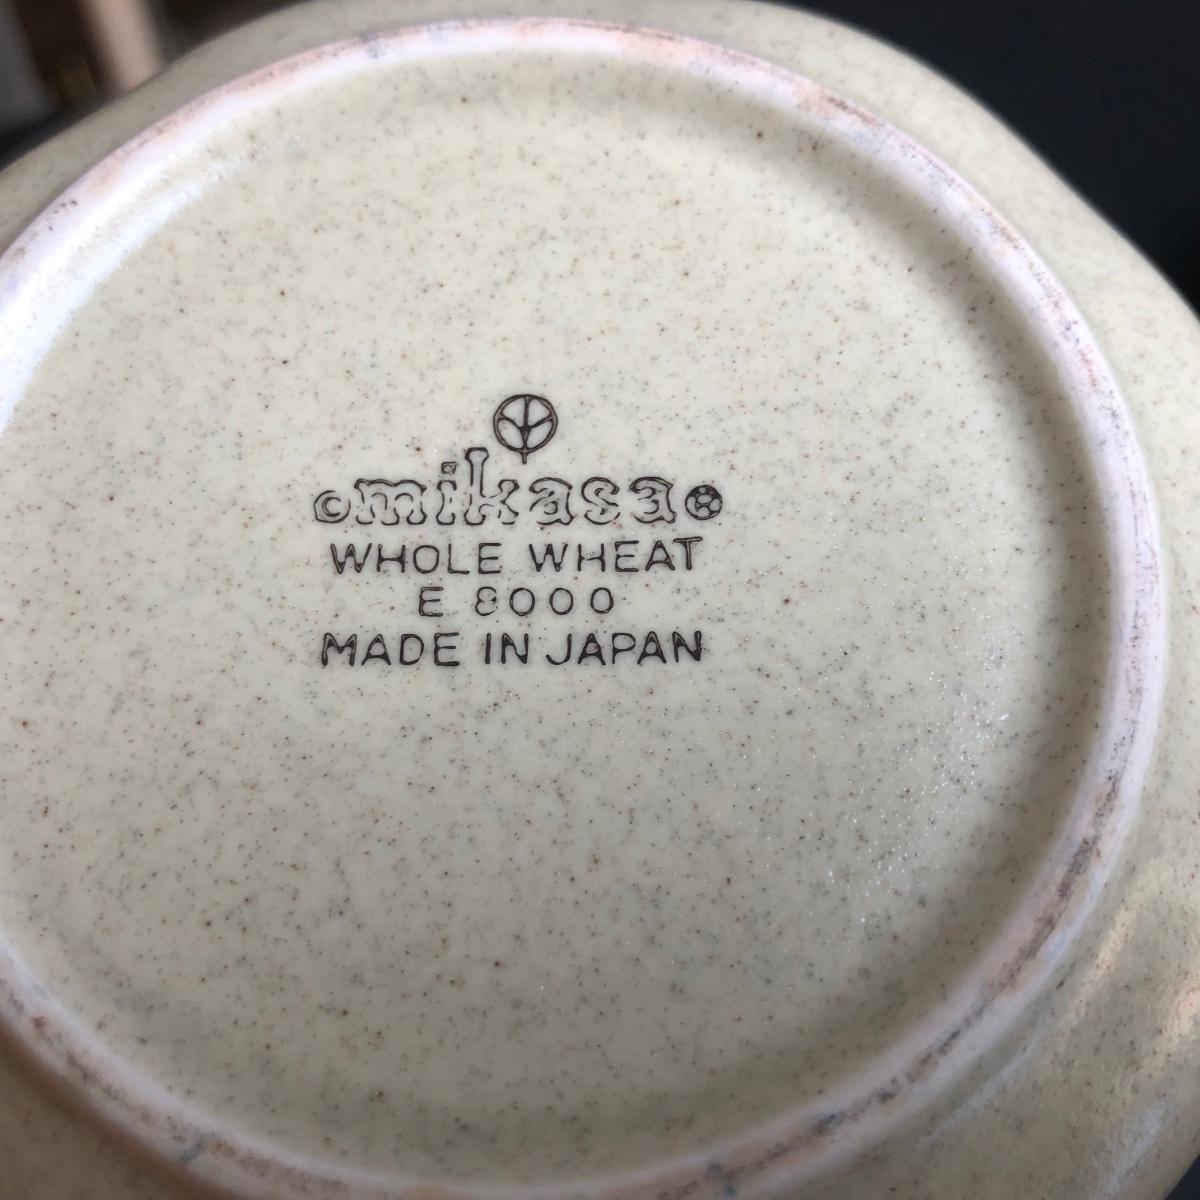 ©mikasa®
WHOLE WHEAT
E 8000
MADE IN JAPAN